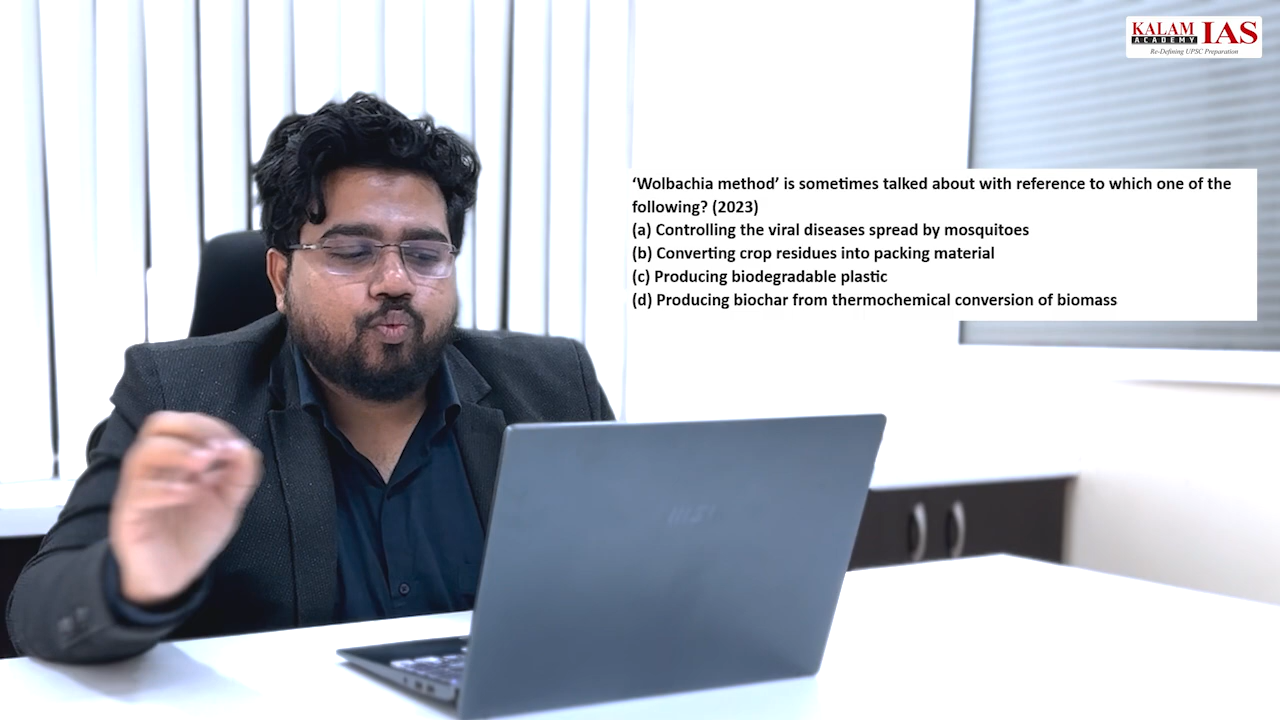 KALAM IAS
ACADEMY
Re-Defining UPSC Preparation
‘Wolbachia method’ is sometimes talked about with reference to which one of the
following? (2023)
(a) Controlling the viral diseases spread by mosquitoes
(b) Converting crop residues into packing material
(c) Producing biodegradable plastic
(d) Producing biochar from thermochemical conversion of biomass
msi